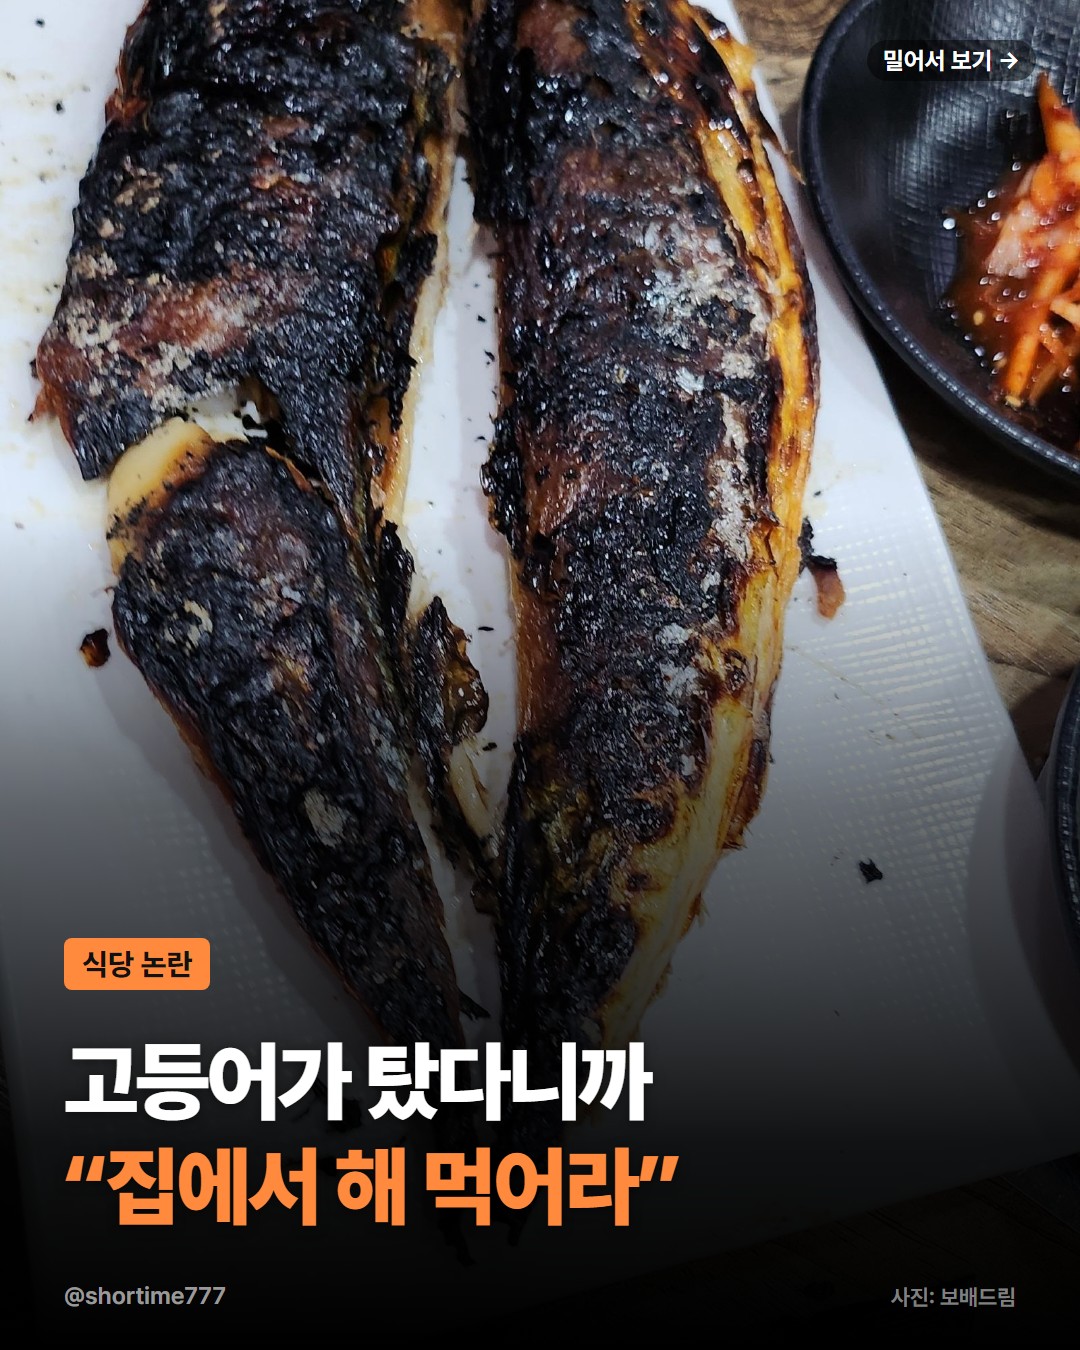 밀어서 보기 →
식당 논란
고등어가 탔다니까
“집에서 해 먹어라”
@shortime777
사진: 보배드림